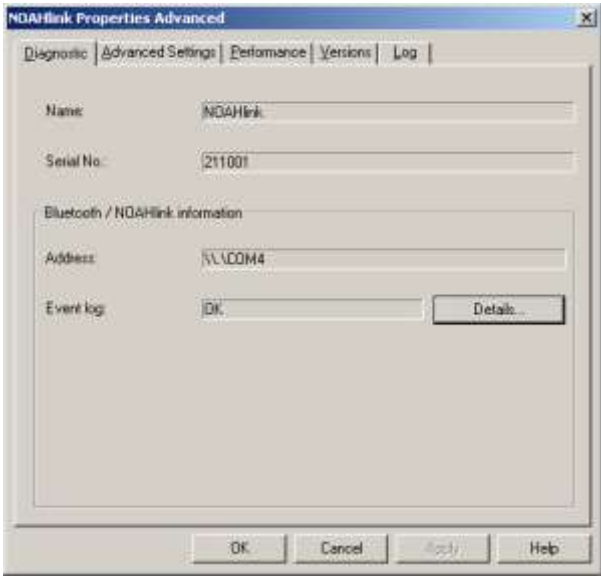 NOAHlink Properties Advanced
Diagnostic Advanced Settings Performance Versions Log
Name: NOAHlink
Serial No.: 211001
Bluetooth / NOAHlink information
Address: \\.\COM4
Event log: OK
Details...
OK Cancel Apply Help